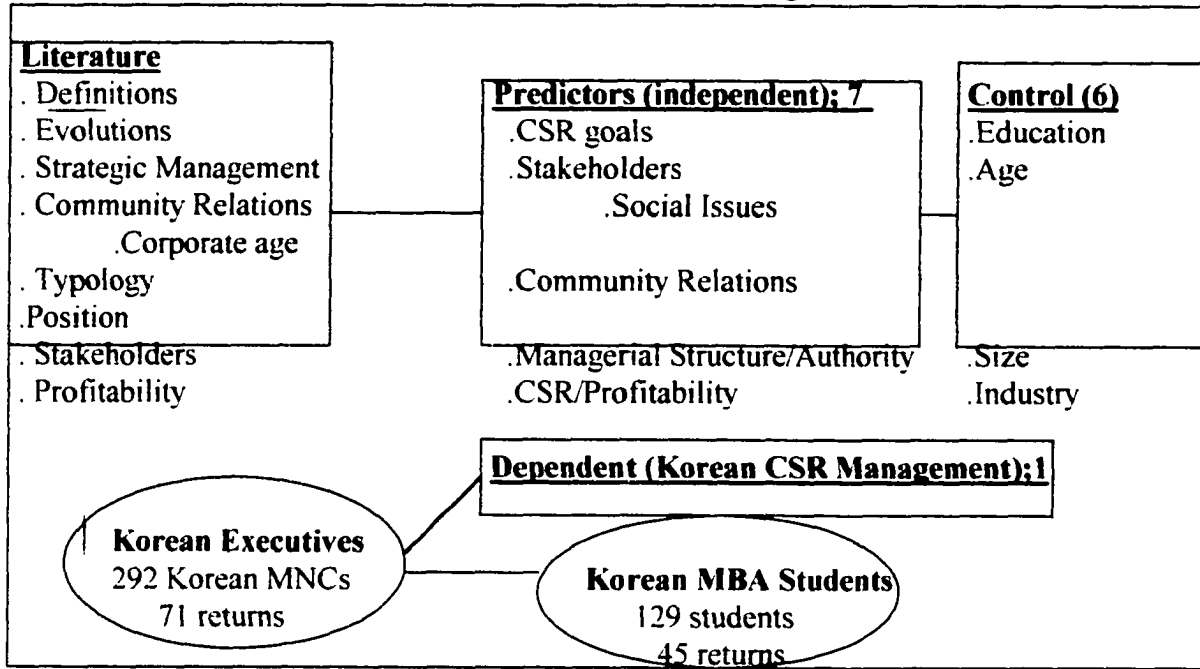 Literature
. Definitions
. Evolutions
. Strategic Management
. Community Relations
.Corporate age
. Typology
.Position
. Stakeholders
. Profitability
Predictors (independent); 7
.CSR goals
.Stakeholders
.Social Issues
.Community Relations
.Managerial Structure/Authority
.CSR/Profitability
Control (6)
.Education
.Age
.Size
.Industry
Dependent (Korean CSR Management);1
Korean Executives
292 Korean MNCs
71 returns
Korean MBA Students
129 students
45 returns